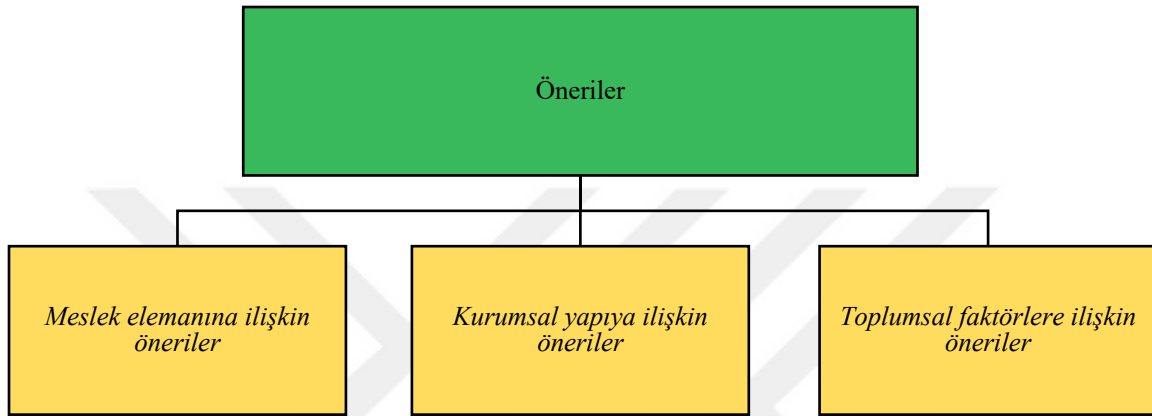 Öneriler
Meslek elemanına ilişkin
öneriler
Kurumsal yapıya ilişkin
öneriler
Toplumsal faktörlere ilişkin
öneriler